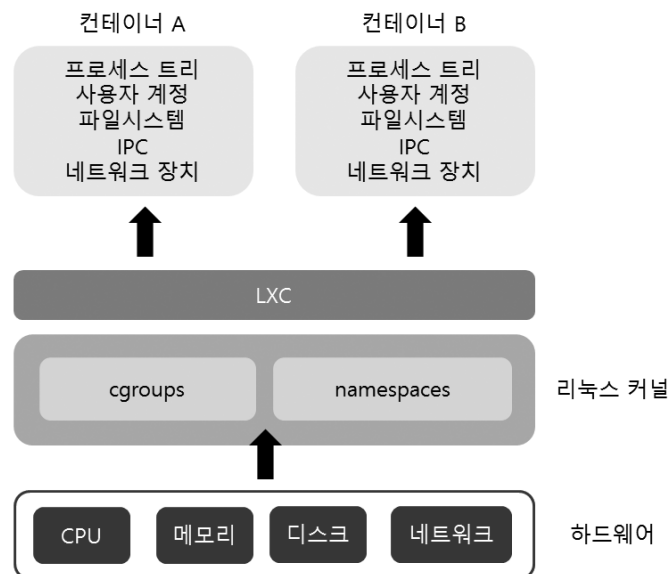 컨테이너 A
컨테이너 B
프로세스 트리
사용자 계정
파일시스템
IPC
네트워크 장치
프로세스 트리
사용자 계정
파일시스템
IPC
네트워크 장치
LXC
cgroups
namespaces
리눅스 커널
CPU
메모리
디스크
네트워크
하드웨어